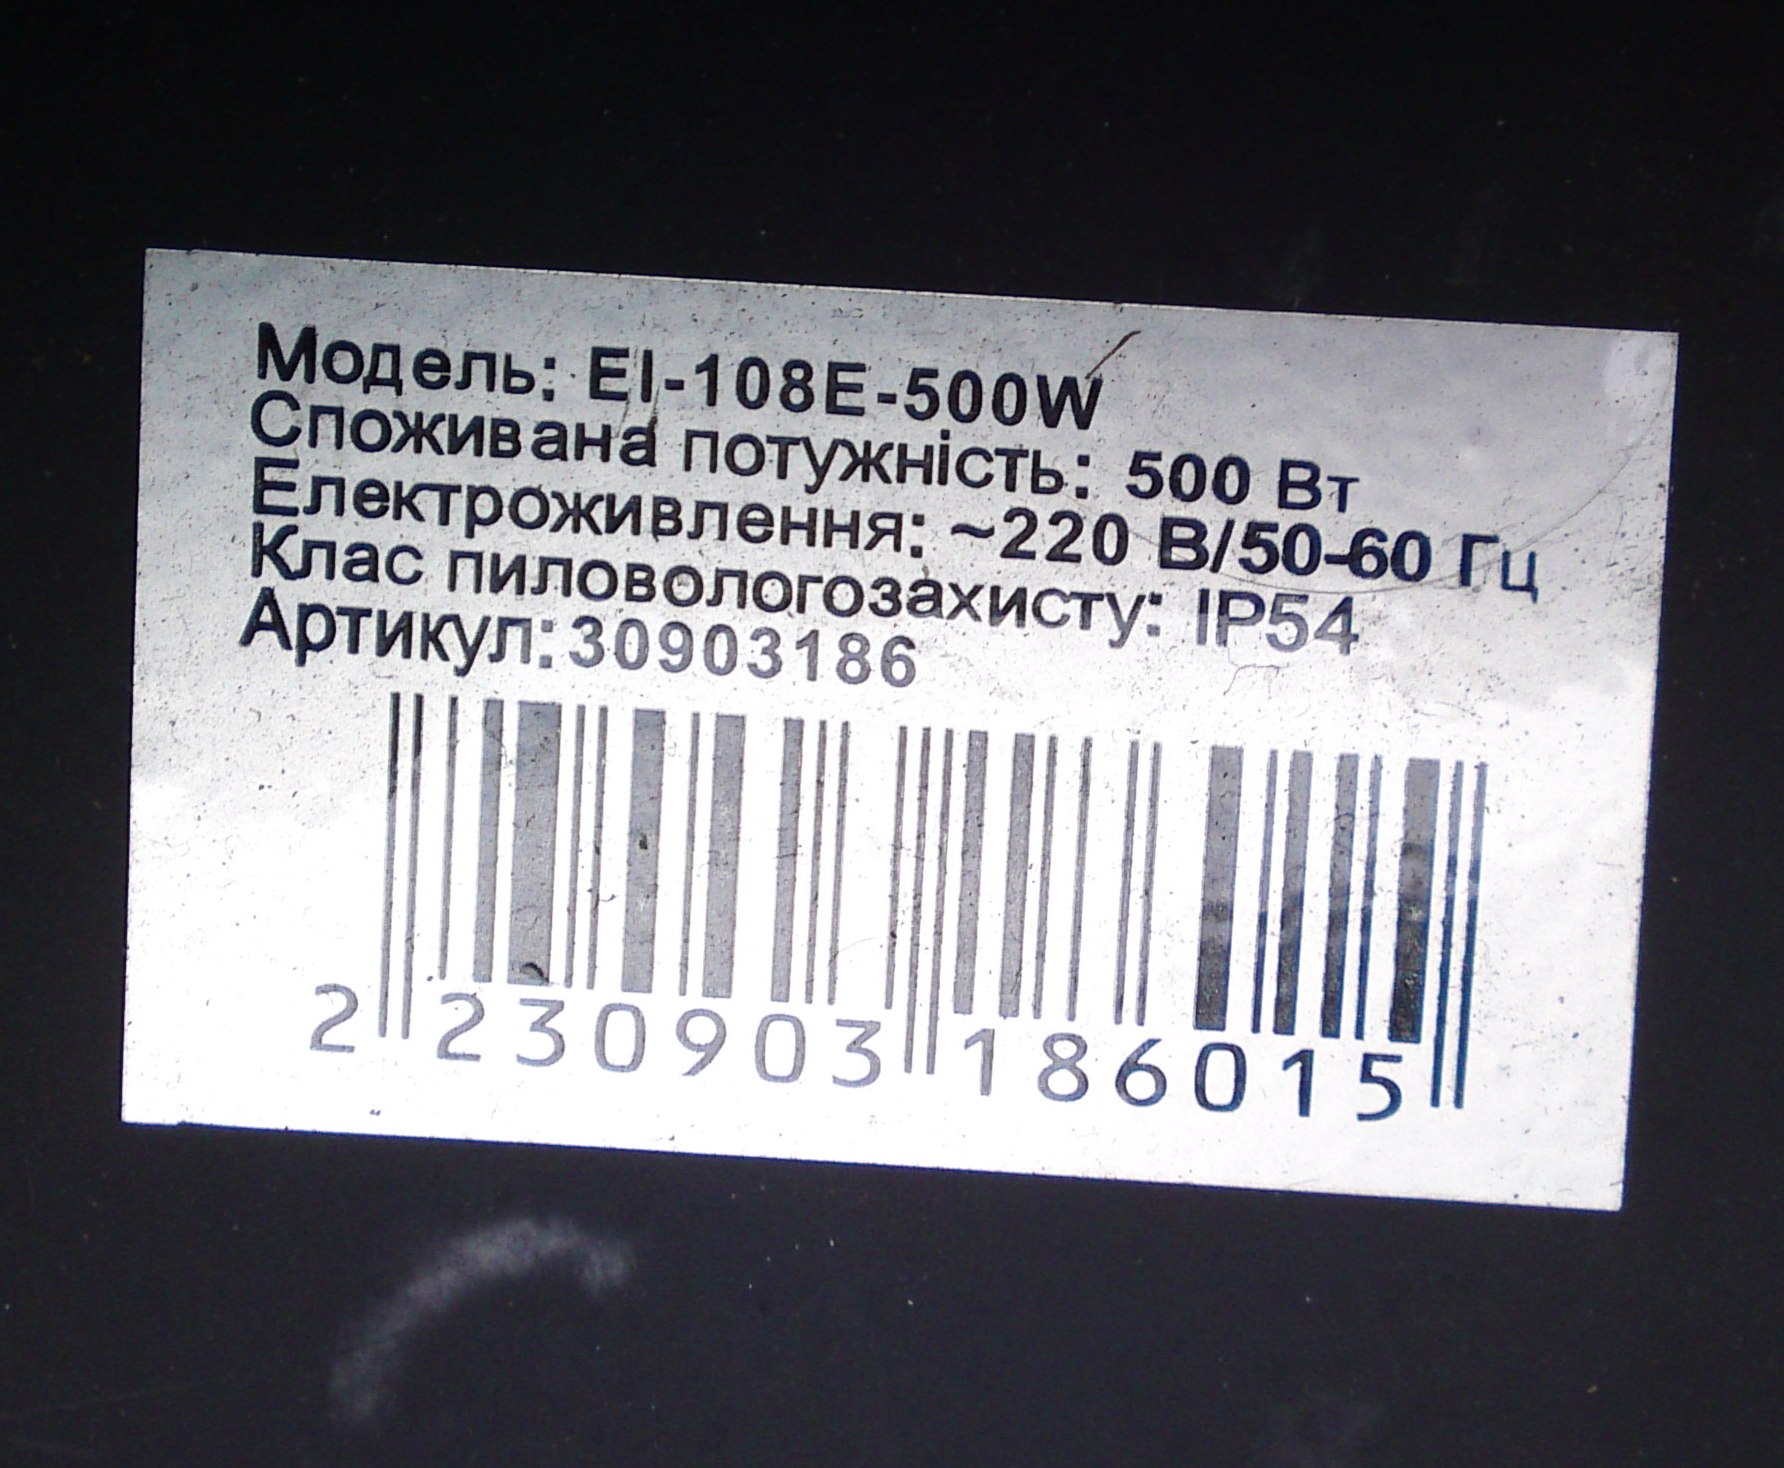 Модель: EI-108E-500W
Споживана потужність: 500 Вт
Електроживлення: ~220 В/50-60 Гц
Клас пиловологозахисту: IP54
Артикул:30903186
2 230903 186015